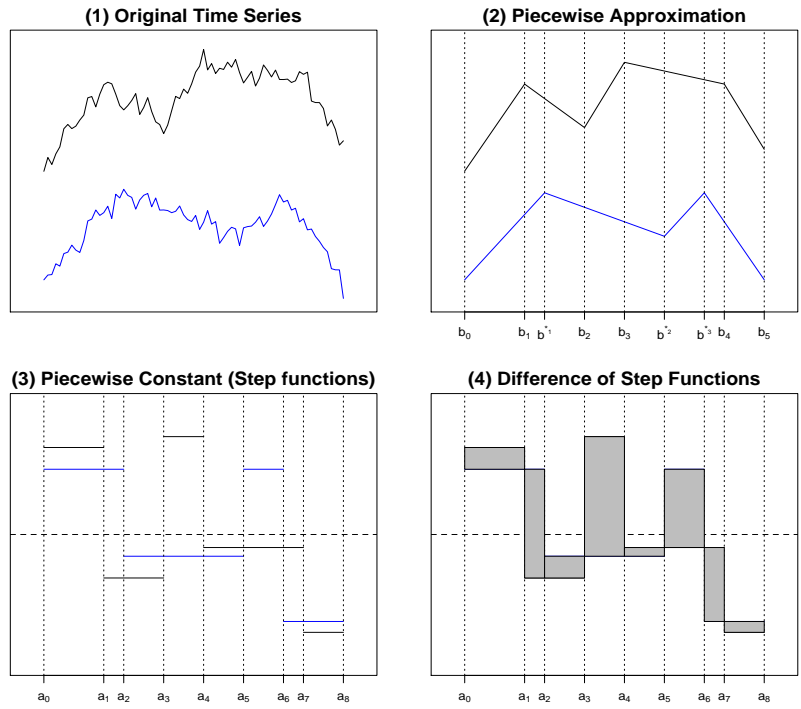 (1) Original Time Series
(2) Piecewise Approximation
b₀ b₁ b*₁ b₂ b₃ b*₂ b*₃ b₄ b₅
(3) Piecewise Constant (Step functions)
(4) Difference of Step Functions
a₀ a₁ a₂ a₃ a₄ a₅ a₆ a₇ a₈
a₀ a₁ a₂ a₃ a₄ a₅ a₆ a₇ a₈